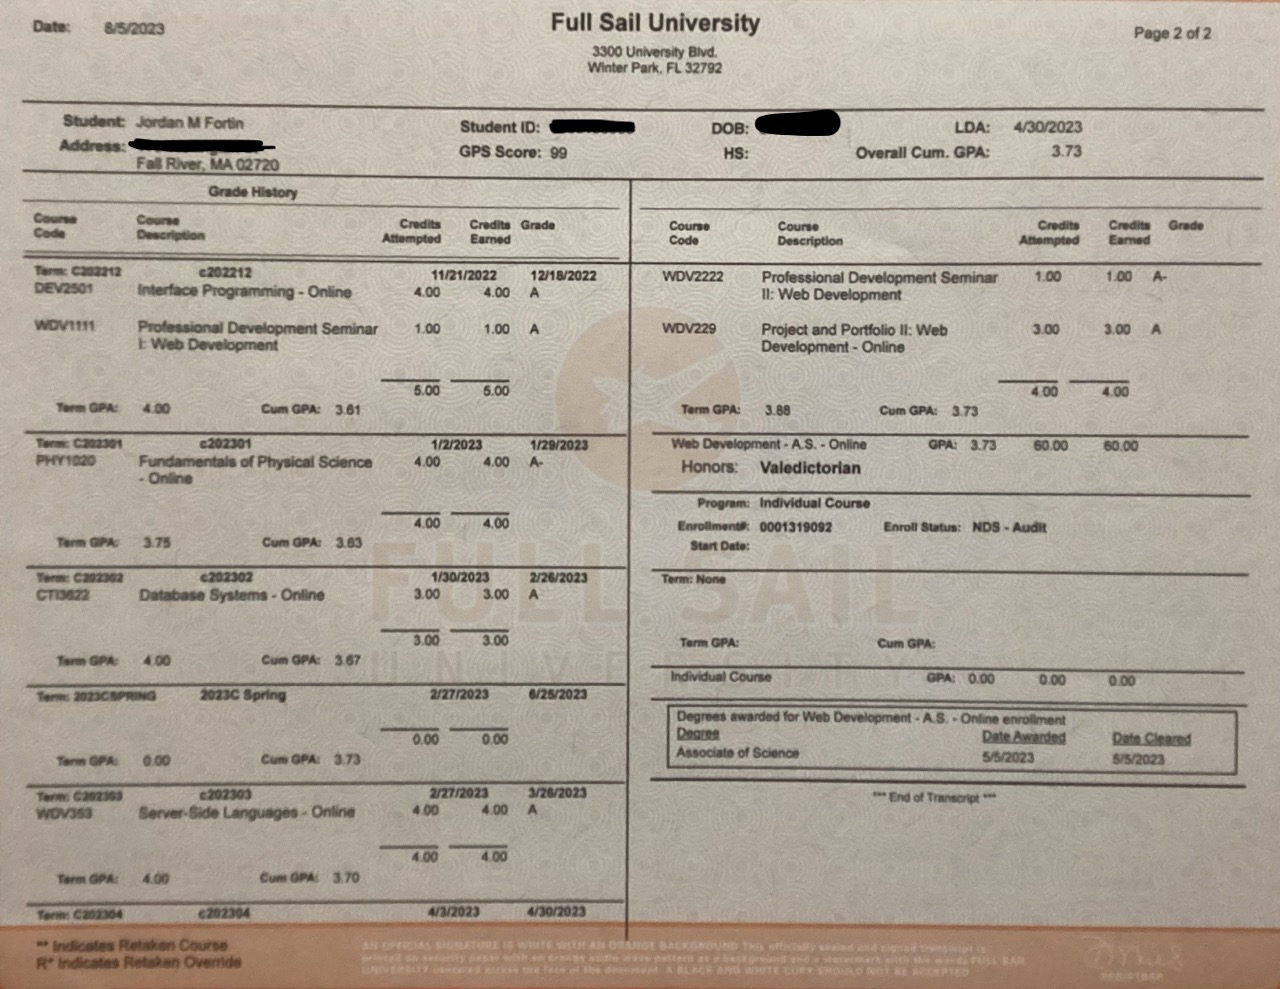 Date: 8/5/2023
Full Sail University
3300 University Blvd.
Winter Park, FL 32792
Page 2 of 2
Student: Jordan M Fortin
Student ID:
DOB:
LDA: 4/30/2023
Address:
Fall River, MA 02720
GPS Score: 99
HS:
Overall Cum. GPA: 3.73
Grade History
Course Code Course Description Credits Attempted Credits Earned Grade
Term: C202212 c202212 11/21/2022 12/18/2022
DEV2501 Interface Programming - Online 4.00 4.00 A
WDV1111 Professional Development Seminar 1.00 1.00 A
I: Web Development
5.00 5.00
Term GPA: 4.00 Cum GPA: 3.61
Term: C202301 c202301 1/2/2023 1/29/2023
PHY1020 Fundamentals of Physical Science 4.00 4.00 A-
- Online
4.00 4.00
Term GPA: 3.75 Cum GPA: 3.63
Term: C202302 c202302 1/30/2023 2/26/2023
CTI3622 Database Systems - Online 3.00 3.00 A
3.00 3.00
Term GPA: 4.00 Cum GPA: 3.67
Term: 2023CSPRING 2023C Spring 2/27/2023 6/25/2023
0.00 0.00
Term GPA: 0.00 Cum GPA: 3.73
Term: C202303 c202303 2/27/2023 3/26/2023
WDV353 Server-Side Languages - Online 4.00 4.00 A
4.00 4.00
Term GPA: 4.00 Cum GPA: 3.70
Term: C202304 c202304 4/3/2023 4/30/2023
Course Code Course Description Credits Attempted Credits Earned Grade
WDV2222 Professional Development Seminar 1.00 1.00 A-
II: Web Development
WDV229 Project and Portfolio II: Web 3.00 3.00 A
Development - Online
4.00 4.00
Term GPA: 3.88 Cum GPA: 3.73
Web Development - A.S. - Online GPA: 3.73 60.00 60.00
Honors: Valedictorian
Program: Individual Course
Enrollment#: 0001319092 Enroll Status: NDS - Audit
Start Date:
Term: None
Term GPA: Cum GPA:
Individual Course GPA: 0.00 0.00 0.00
Degrees awarded for Web Development - A.S. - Online enrollment
Degree Date Awarded Date Cleared
Associate of Science 5/5/2023 5/5/2023
*** End of Transcript ***
FULL SAIL
UNIVERSITY
** Indicates Retaken Course
R* Indicates Retaken Override
AN OFFICIAL SIGNATURE IS WHITE WITH AN ORANGE BACKGROUND This officially sealed and signed transcript is
printed on security paper with an orange
background and a watermark with the words FULL SAIL
UNIVERSITY centered across the face of the document. A BLACK AND WHITE COPY SHOULD NOT BE ACCEPTED
REGISTRAR